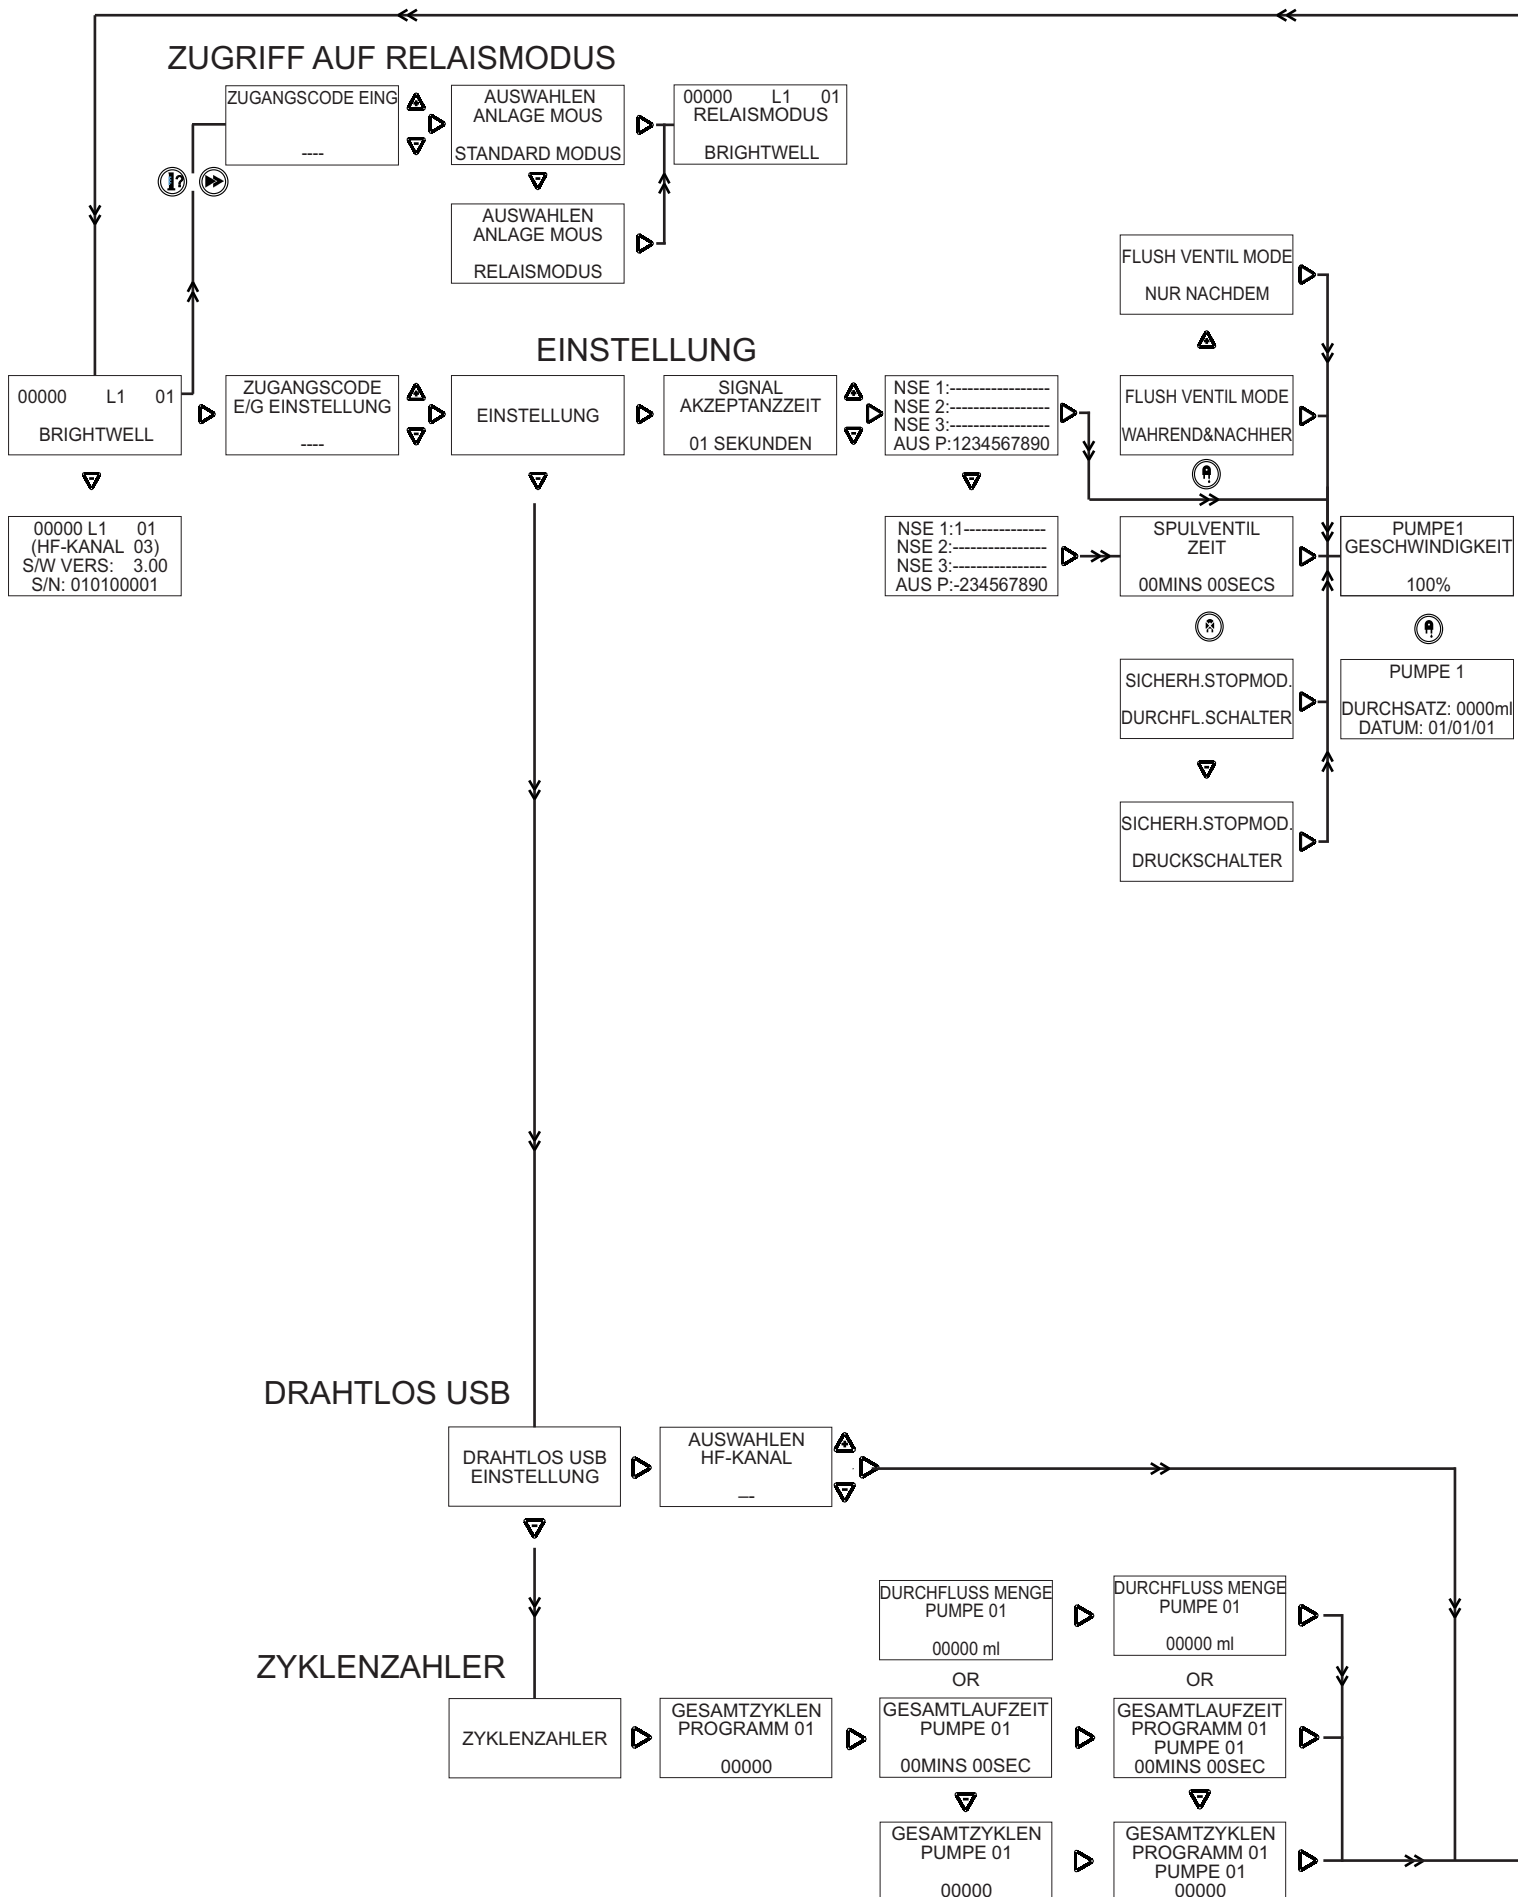 ZUGRIFF AUF RELAISMODUS
ZUGANGSCODE EING
----
AUSWAHLEN
ANLAGE MOUS
STANDARD MODUS
00000 L1 01
RELAISMODUS
BRIGHTWELL
AUSWAHLEN
ANLAGE MOUS
RELAISMODUS
EINSTELLUNG
00000 L1 01
BRIGHTWELL
ZUGANGSCODE
E/G EINSTELLUNG
----
EINSTELLUNG
SIGNAL
AKZEPTANZZEIT
01 SEKUNDEN
NSE 1:-----------------
NSE 2:-----------------
NSE 3:-----------------
AUS P:1234567890
FLUSH VENTIL MODE
NUR NACHDEM
FLUSH VENTIL MODE
WAHREND&NACHHER
00000 L1 01
(HF-KANAL 03)
S/W VERS: 3.00
S/N: 010100001
NSE 1:1---------------
NSE 2:-----------------
NSE 3:-----------------
AUS P:-234567890
SPULVENTIL
ZEIT
00MINS 00SECS
PUMPE1
GESCHWINDIGKEIT
100%
SICHERH.STOPMOD.
DURCHFL.SCHALTER
PUMPE 1
DURCHSATZ: 0000ml
DATUM: 01/01/01
SICHERH.STOPMOD.
DRUCKSCHALTER
DRAHTLOS USB
DRAHTLOS USB
EINSTELLUNG
AUSWAHLEN
HF-KANAL
---
ZYKLENZAHLER
DURCHFLUSS MENGE
PUMPE 01
00000 ml
DURCHFLUSS MENGE
PUMPE 01
00000 ml
OR
OR
ZYKLENZAHLER
GESAMTZYKLEN
PROGRAMM 01
00000
GESAMTLAUFZEIT
PUMPE 01
00MINS 00SEC
GESAMTLAUFZEIT
PROGRAMM 01
PUMPE 01
00MINS 00SEC
GESAMTZYKLEN
PUMPE 01
00000
GESAMTZYKLEN
PROGRAMM 01
PUMPE 01
00000